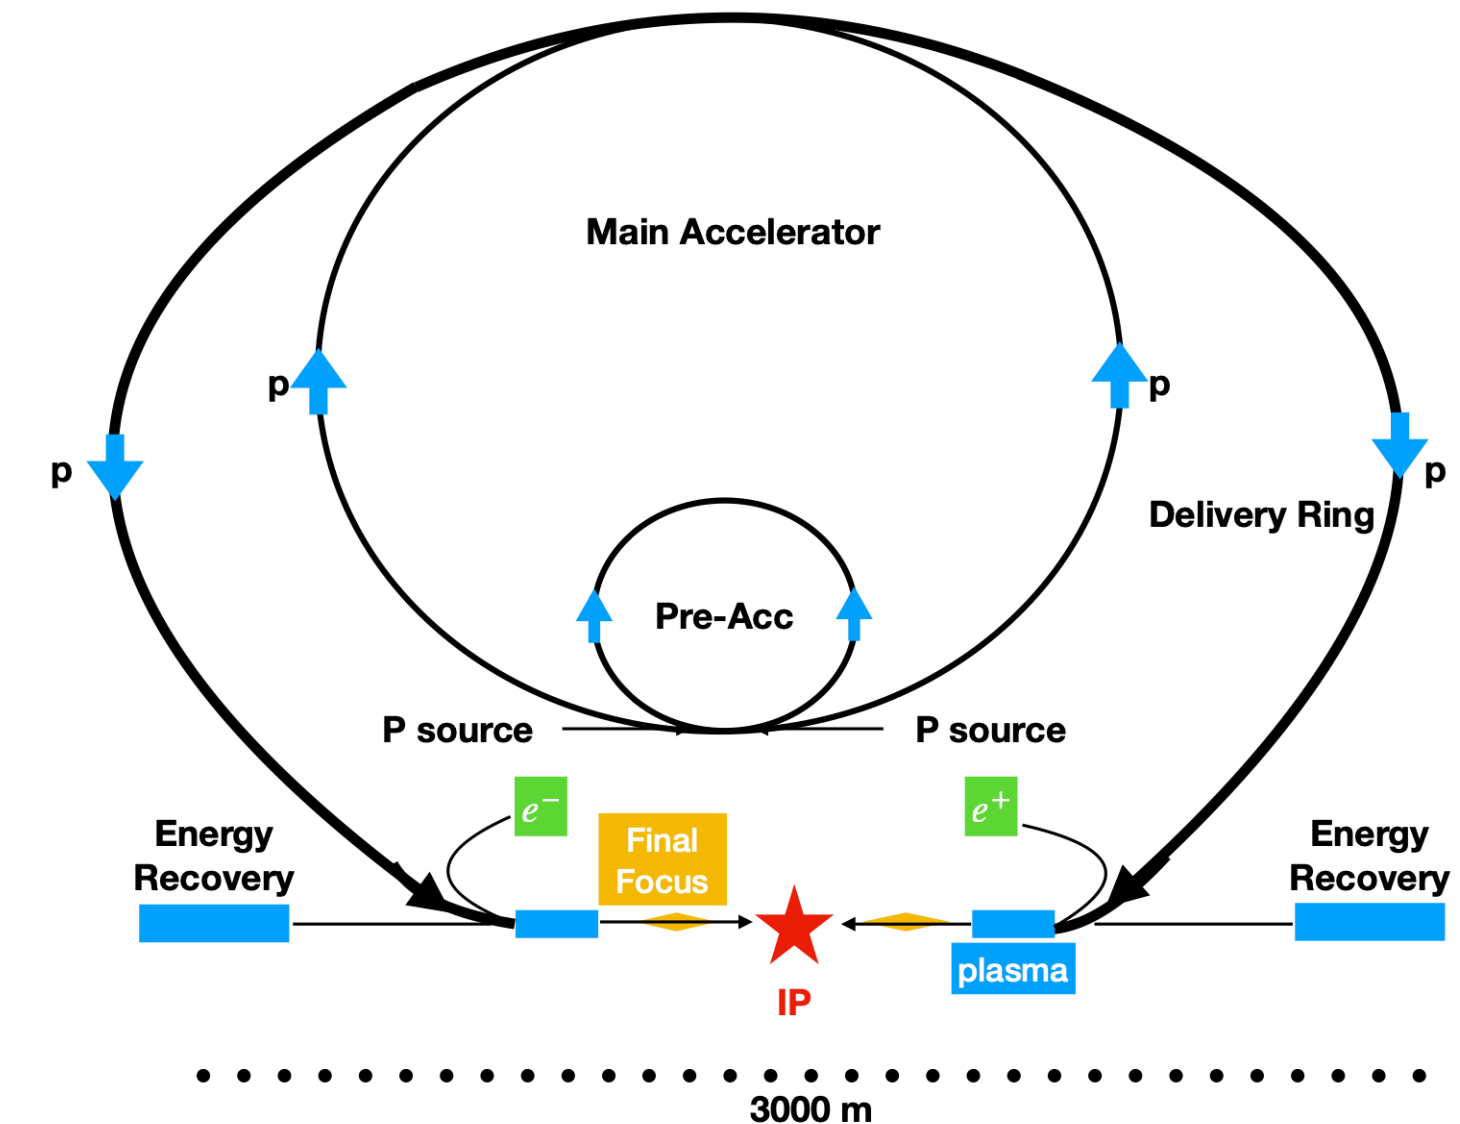 Main Accelerator
p
p
p
p
Delivery Ring
Pre-Acc
P source
P source
e⁻
e⁺
Energy
Recovery
Final
Focus
Energy
Recovery
plasma
IP
3000 m